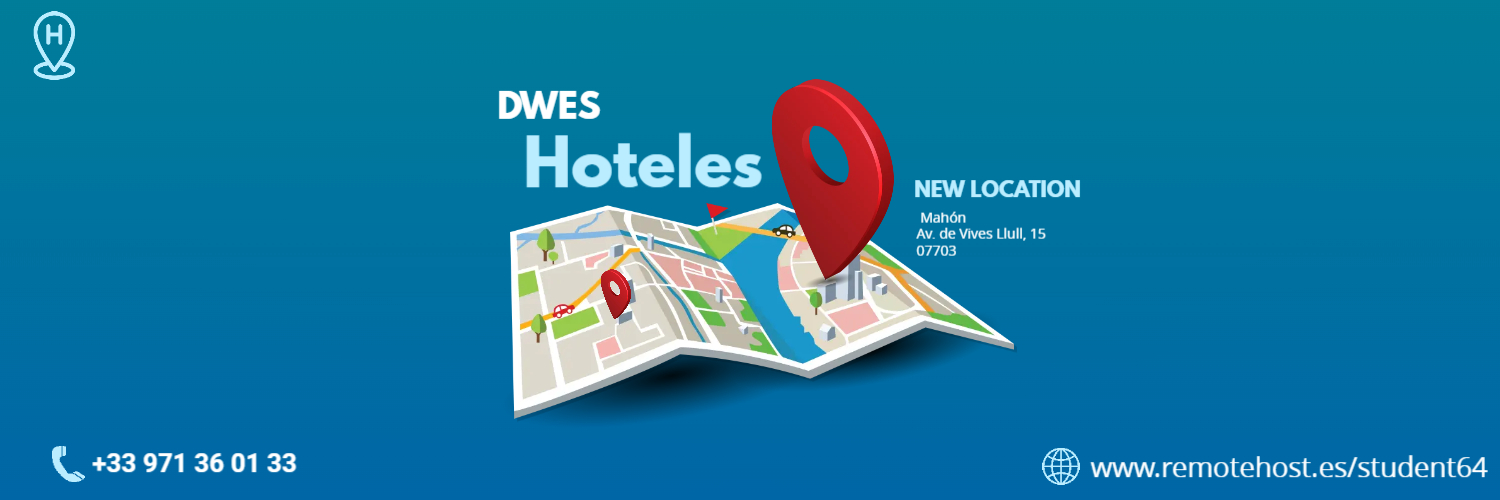 H
DWES
Hoteles
NEW LOCATION
Mahón
Av. de Vives Llull, 15
07703
+33 971 36 01 33
www.remotehost.es/student64